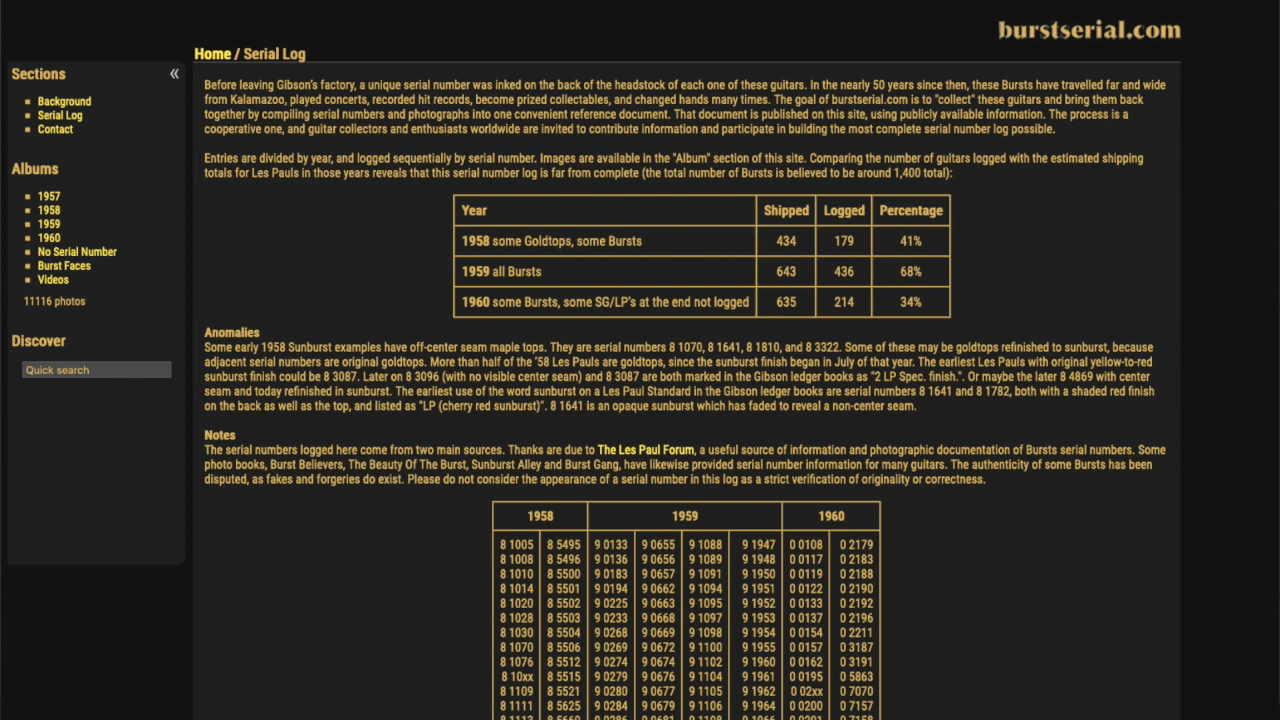 burstserial.com
Home / Serial Log
Sections «
Background
Serial Log
Contact
Albums
1957
1958
1959
1960
No Serial Number
Burst Faces
Videos
11116 photos
Discover
Quick search
Before leaving Gibson's factory, a unique serial number was inked on the back of the headstock of each one of these guitars. In the nearly 50 years since then, these Bursts have travelled far and wide
from Kalamazoo, played concerts, recorded hit records, become prized collectables, and changed hands many times. The goal of burstserial.com is to "collect" these guitars and bring them back
together by compiling serial numbers and photographs into one convenient reference document. That document is published on this site, using publicly available information. The process is a
cooperative one, and guitar collectors and enthusiasts worldwide are invited to contribute information and participate in building the most complete serial number log possible.
Entries are divided by year, and logged sequentially by serial number. Images are available in the "Album" section of this site. Comparing the number of guitars logged with the estimated shipping
totals for Les Pauls in those years reveals that this serial number log is far from complete (the total number of Bursts is believed to be around 1,400 total):
Year Shipped Logged Percentage
1958 some Goldtops, some Bursts 434 179 41%
1959 all Bursts 643 436 68%
1960 some Bursts, some SG/LP's at the end not logged 635 214 34%
Anomalies
Some early 1958 Sunburst examples have off-center seam maple tops. They are serial numbers 8 1070, 8 1641, 8 1810, and 8 3322. Some of these may be goldtops refinished to sunburst, because
adjacent serial numbers are original goldtops. More than half of the '58 Les Pauls are goldtops, since the sunburst finish began in July of that year. The earliest Les Pauls with original yellow-to-red
sunburst finish could be 8 3087. Later on 8 3096 (with no visible center seam) and 8 3087 are both marked in the Gibson ledger books as "2 LP Spec. finish.". Or maybe the later 8 4869 with center
seam and today refinished in sunburst. The earliest use of the word sunburst on a Les Paul Standard in the Gibson ledger books are serial numbers 8 1641 and 8 1782, both with a shaded red finish
on the back as well as the top, and listed as "LP (cherry red sunburst)". 8 1641 is an opaque sunburst which has faded to reveal a non-center seam.
Notes
The serial numbers logged here come from two main sources. Thanks are due to The Les Paul Forum, a useful source of information and photographic documentation of Bursts serial numbers. Some
photo books, Burst Believers, The Beauty Of The Burst, Sunburst Alley and Burst Gang, have likewise provided serial number information for many guitars. The authenticity of some Bursts has been
disputed, as fakes and forgeries do exist. Please do not consider the appearance of a serial number in this log as a strict verification of originality or correctness.
1958 1959 1960
8 1005 8 5495 9 0133 9 0655 9 1088 9 1947 0 0108 0 2179
8 1008 8 5496 9 0136 9 0656 9 1089 9 1948 0 0117 0 2183
8 1010 8 5500 9 0183 9 0657 9 1091 9 1950 0 0119 0 2188
8 1014 8 5501 9 0194 9 0662 9 1094 9 1951 0 0122 0 2190
8 1020 8 5502 9 0225 9 0663 9 1095 9 1952 0 0133 0 2192
8 1028 8 5503 9 0233 9 0668 9 1097 9 1953 0 0137 0 2196
8 1030 8 5504 9 0268 9 0669 9 1098 9 1954 0 0154 0 2211
8 1070 8 5506 9 0269 9 0672 9 1100 9 1955 0 0157 0 3187
8 1076 8 5512 9 0274 9 0674 9 1102 9 1960 0 0162 0 3191
8 10xx 8 5515 9 0279 9 0676 9 1104 9 1961 0 0195 0 5863
8 1109 8 5521 9 0280 9 0677 9 1105 9 1962 0 02xx 0 7070
8 1111 8 5625 9 0284 9 0679 9 1106 9 1964 0 0200 0 7157